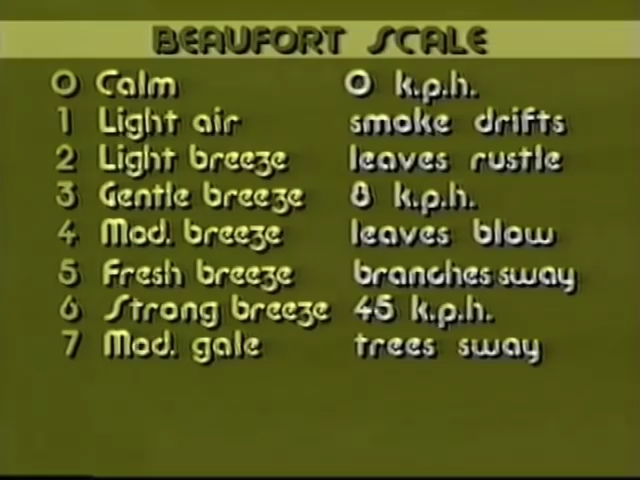 BEAUFORT SCALE
0 Calm 0 k.p.h.
1 Light air smoke drifts
2 Light breeze leaves rustle
3 Gentle breeze 8 k.p.h.
4 Mod. breeze leaves blow
5 Fresh breeze branches sway
6 Strong breeze 45 k.p.h.
7 Mod. gale trees sway